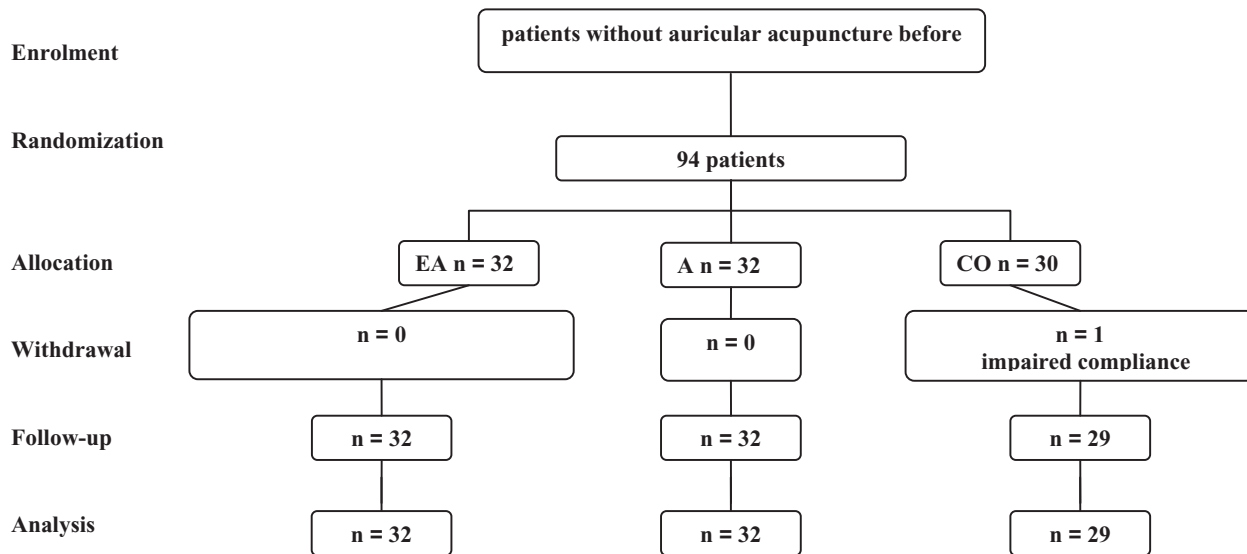 Enrolment
patients without auricular acupuncture before
Randomization
94 patients
Allocation
EA n = 32
A n = 32
CO n = 30
Withdrawal
n = 0
n = 0
n = 1
impaired compliance
Follow-up
n = 32
n = 32
n = 29
Analysis
n = 32
n = 32
n = 29